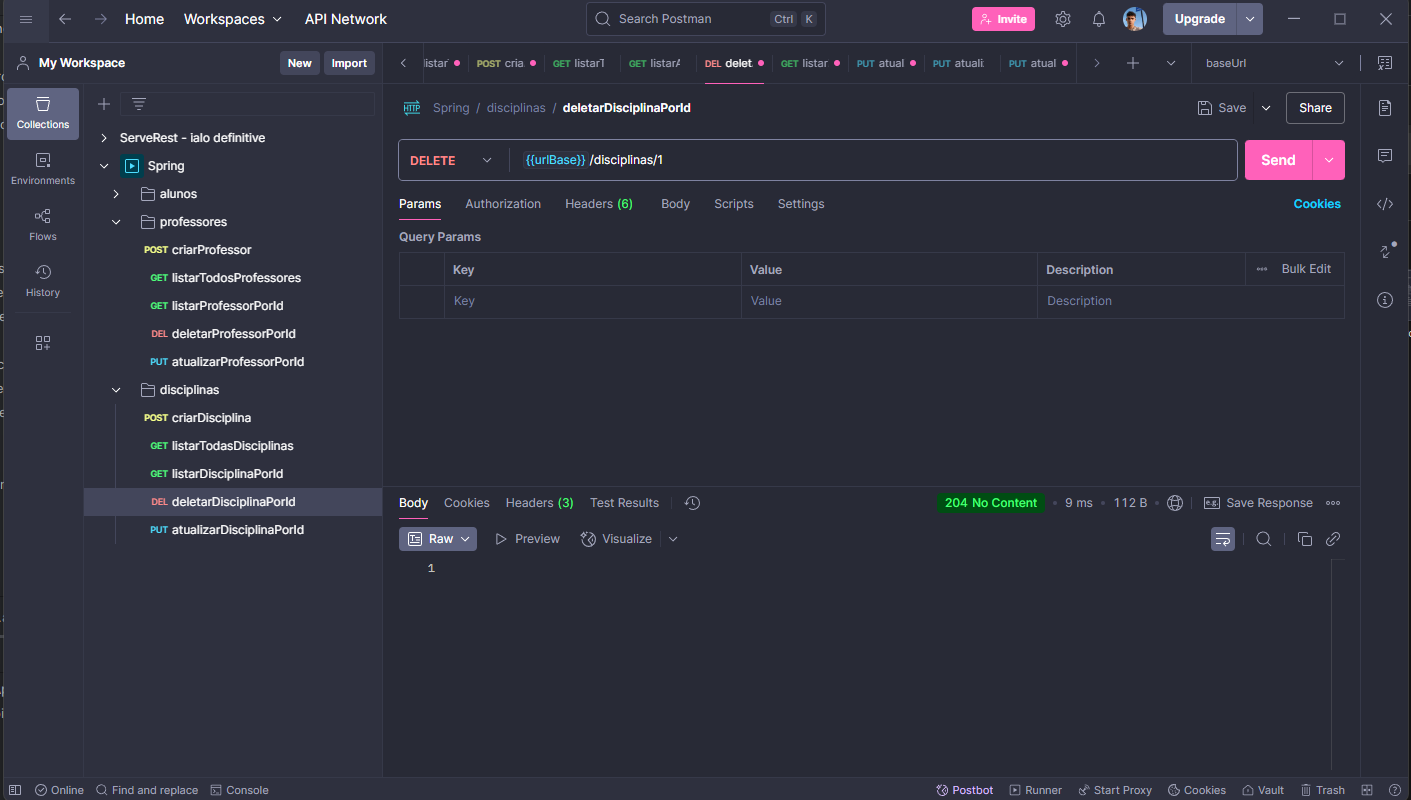 Home Workspaces API Network Search Postman Ctrl K Invite Upgrade
My Workspace New Import
listar POST cria GET listarT GET listarA DEL delet. GET listar PUT atual PUT atuali PUT atual baseUrl
Collections
Environments
Flows
History
ServeRest - ialo definitive
Spring
alunos
professores
POST criarProfessor
GET listarTodosProfessores
GET listarProfessorPorId
DEL deletarProfessorPorId
PUT atualizarProfessorPorId
disciplinas
POST criarDisciplina
GET listarTodasDisciplinas
GET listarDisciplinaPorId
DEL deletarDisciplinaPorId
PUT atualizarDisciplinaPorId
HTTP Spring / disciplinas / deletarDisciplinaPorId Save Share
DELETE {{urlBase}} /disciplinas/1 Send
Params Authorization Headers (6) Body Scripts Settings Cookies
Query Params
Key Value Description Bulk Edit
Key Value Description
Body Cookies Headers (3) Test Results 204 No Content 9 ms 112 B e.g. Save Response
Raw Preview Visualize
1
Online Find and replace Console Postbot Runner Start Proxy Cookies Vault Trash